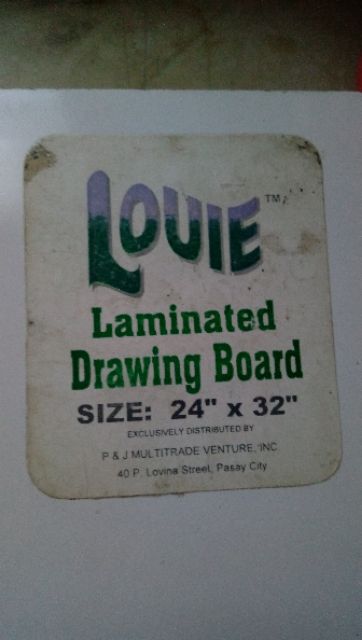 LOUIE™
Laminated
Drawing Board
SIZE: 24" x 32"
EXCLUSIVELY DISTRIBUTED BY
P & J MULTITRADE VENTURE, INC
40 P. Lovina Street, Pasay City